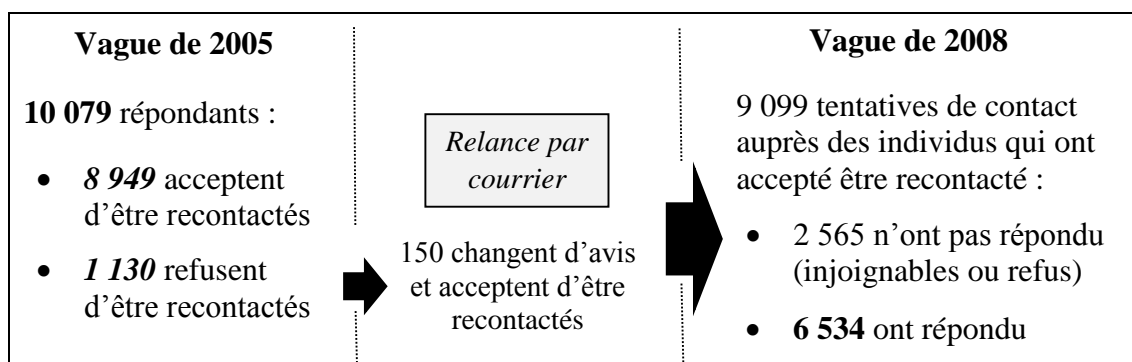 Vague de 2005
10 079 répondants :
• 8 949 acceptent
d’être recontactés
• 1 130 refusent
d’être recontactés
Relance par
courrier
150 changent d’avis
et acceptent d’être
recontactés
Vague de 2008
9 099 tentatives de contact
auprès des individus qui ont
accepté être recontacté :
• 2 565 n’ont pas répondu
(injoignables ou refus)
• 6 534 ont répondu